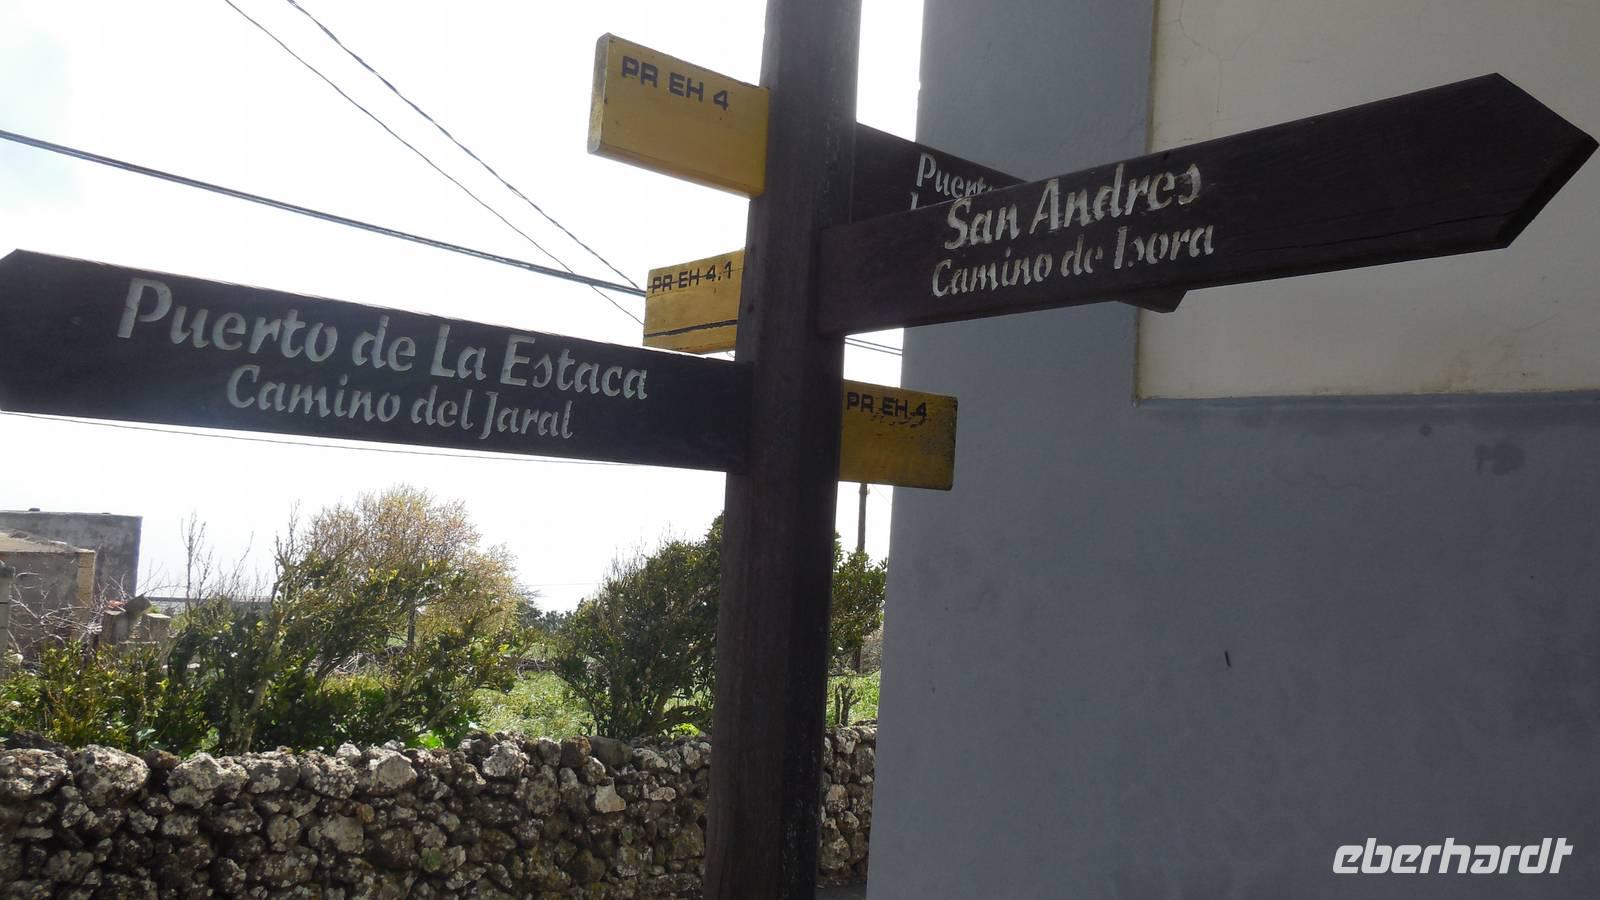 PR EH 4
Puert
San Andres
Camino de Isora
PR EH 4.1
Puerto de La Estaca
Camino del Jaral
PR EH 4
eberhardt